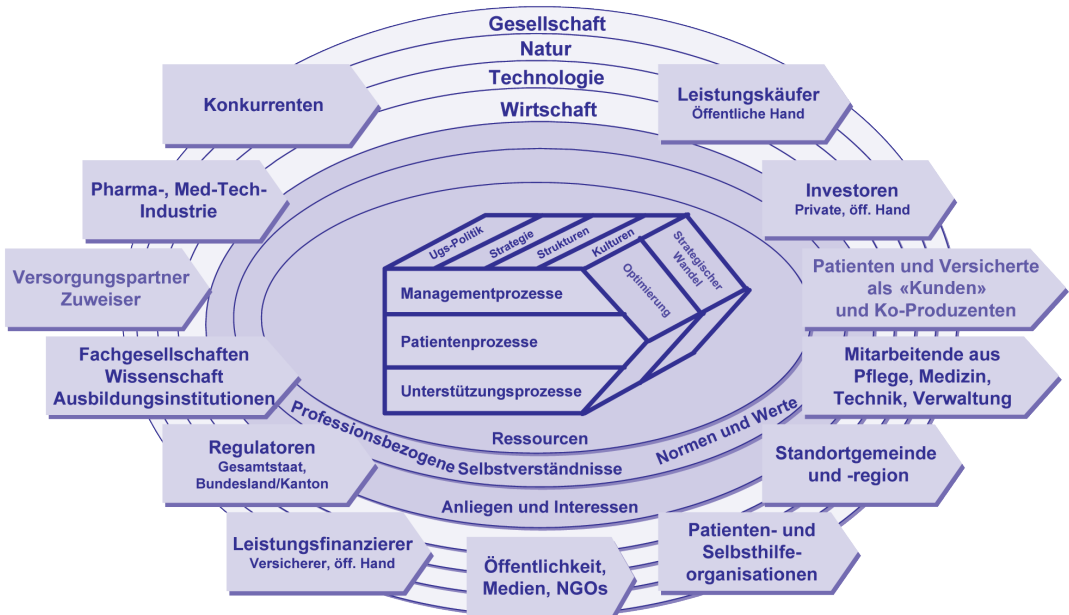 Gesellschaft
Natur
Technologie
Wirtschaft
Konkurrenten
Leistungskäufer
Öffentliche Hand
Pharma-, Med-Tech-
Industrie
Investoren
Private, öff. Hand
Versorgungspartner
Zuweiser
Patienten und Versicherte
als «Kunden»
und Ko-Produzenten
Fachgesellschaften
Wissenschaft
Ausbildungsinstitutionen
Mitarbeitende aus
Pflege, Medizin,
Technik, Verwaltung
Regulatoren
Gesamtstaat,
Bundesland/Kanton
Standortgemeinde
und -region
Leistungsfinanzierer
Versicherer, öff. Hand
Öffentlichkeit,
Medien, NGOs
Patienten- und
Selbsthilfe-
organisationen
Ugs-Politik
Strategie
Strukturen
Kulturen
Strategischer
Wandel
Optimierung
Managementprozesse
Patientenprozesse
Unterstützungsprozesse
Ressourcen
Professionsbezogene Selbstverständnisse
Normen und Werte
Anliegen und Interessen